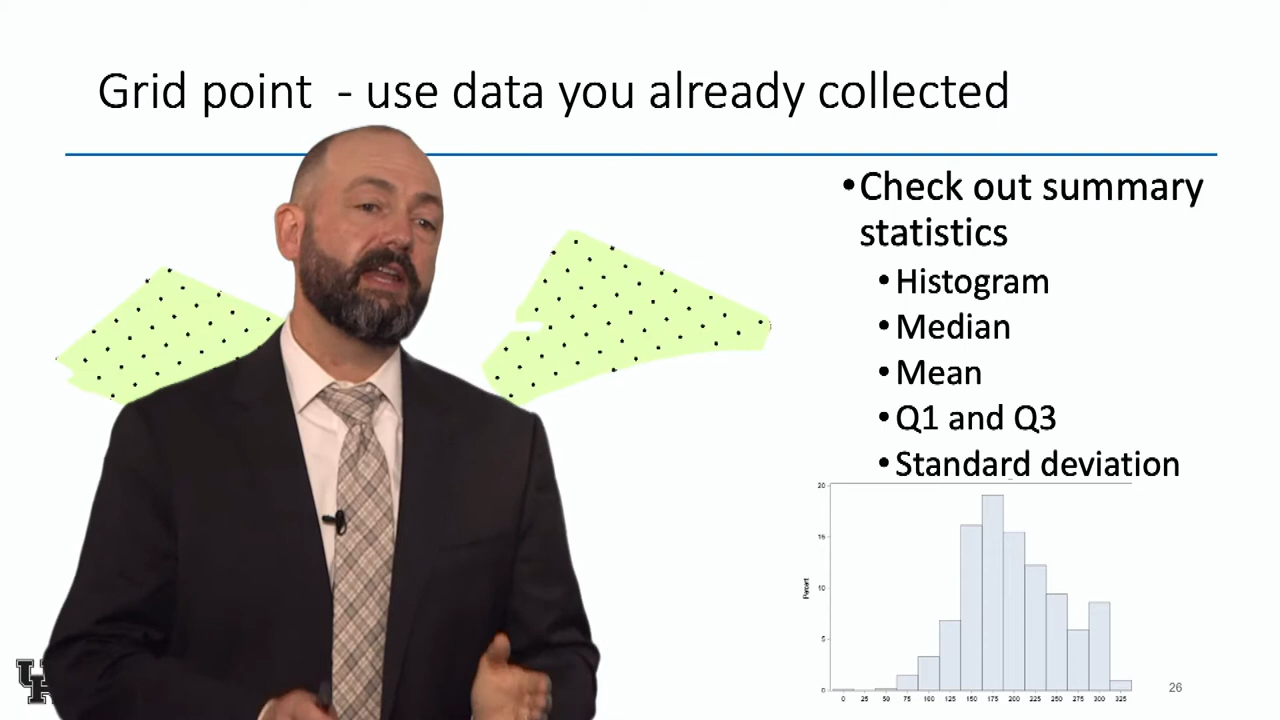 Grid point - use data you already collected
•Check out summary
statistics
•Histogram
•Median
•Mean
•Q1 and Q3
•Standard deviation
20
15
10
5
0
Percent
0 25 50 75 100 125 150 175 200 225 250 275 300 325
26
UH